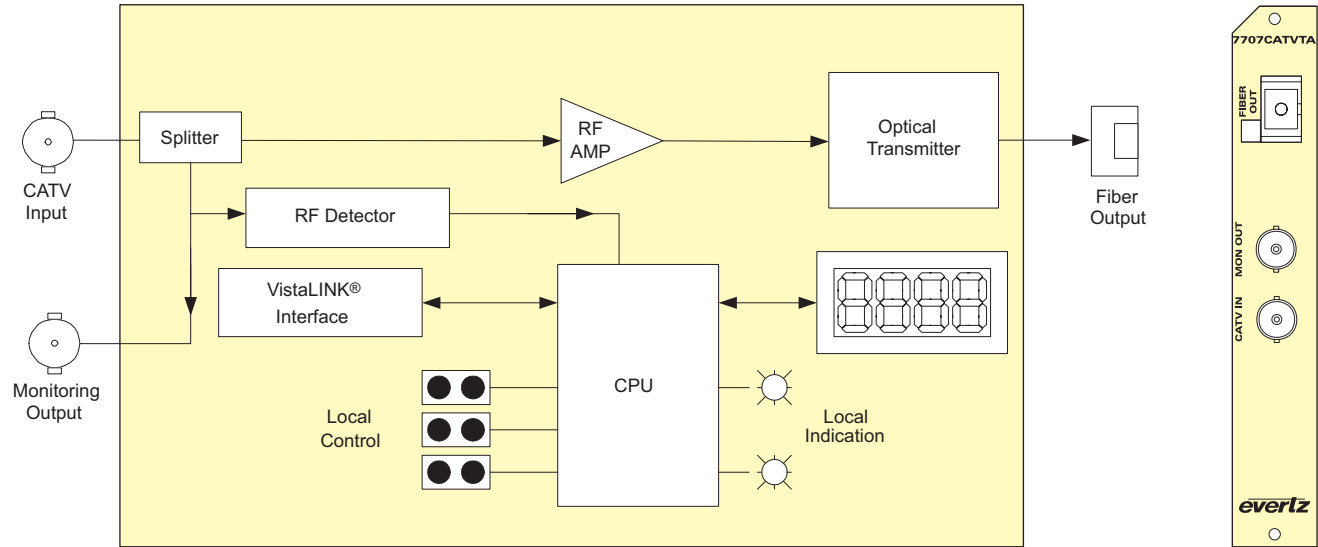 Splitter
RF
AMP
Optical
Transmitter
CATV
Input
RF Detector
Fiber
Output
VistaLINK®
Interface
8888
CPU
Monitoring
Output
Local
Control
Local
Indication
7707CATVTA
FIBER
OUT
MON OUT
CATV IN
evertz